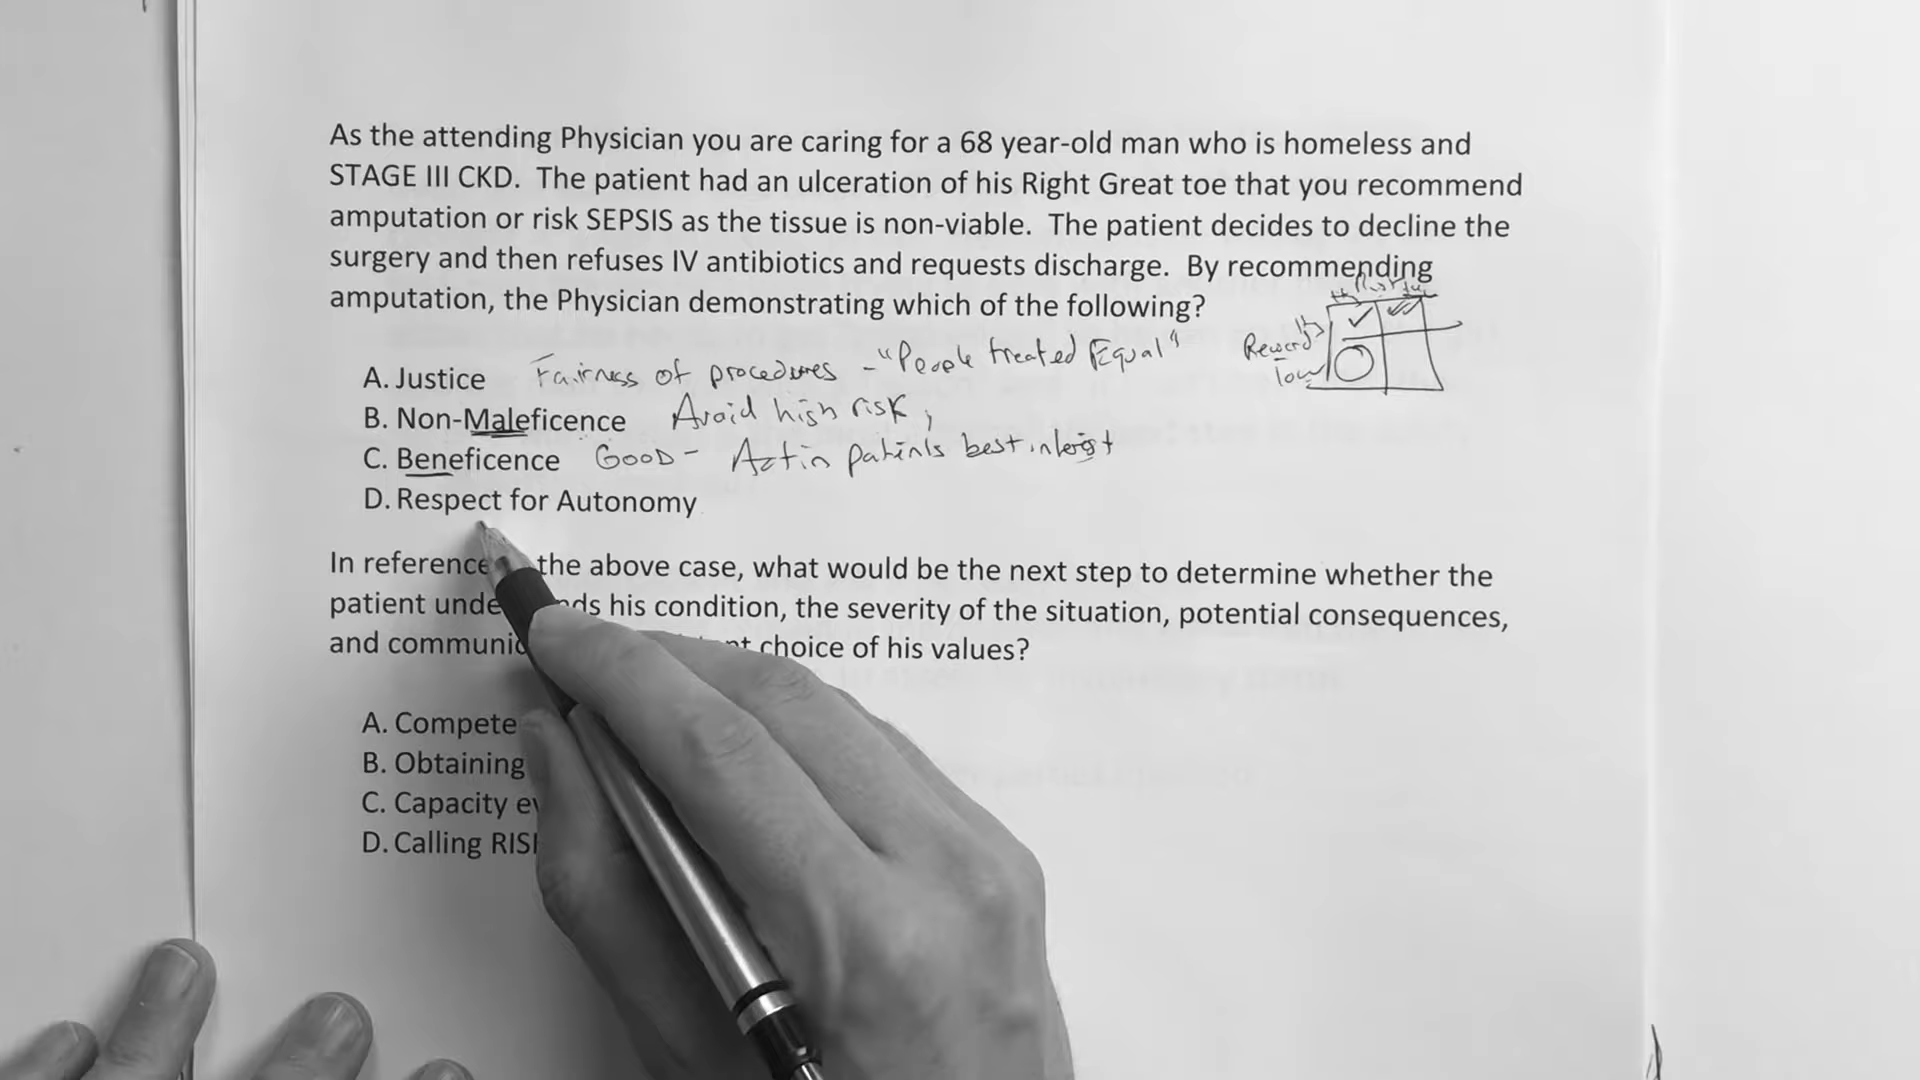 As the attending Physician you are caring for a 68 year-old man who is homeless and
STAGE III CKD. The patient had an ulceration of his Right Great toe that you recommend
amputation or risk SEPSIS as the tissue is non-viable. The patient decides to decline the
surgery and then refuses IV antibiotics and requests discharge. By recommending
amputation, the Physician demonstrating which of the following?
A. Justice Fairness of procedures - "People treated Equal"
Reward
low
B. Non-Maleficence Avoid high risk,
C. Beneficence GOOD - Act in patients best interest
D. Respect for Autonomy
In reference the above case, what would be the next step to determine whether the
patient unde nds his condition, the severity of the situation, potential consequences,
and communic choice of his values?
A. Compete
B. Obtaining
C. Capacity ev
D. Calling RIS